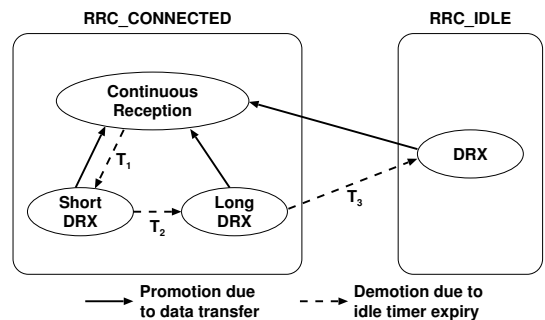 RRC_CONNECTED
RRC_IDLE
Continuous
Reception
T1
DRX
Short
DRX
T2
Long
DRX
T3
Promotion due
to data transfer
Demotion due to
idle timer expiry